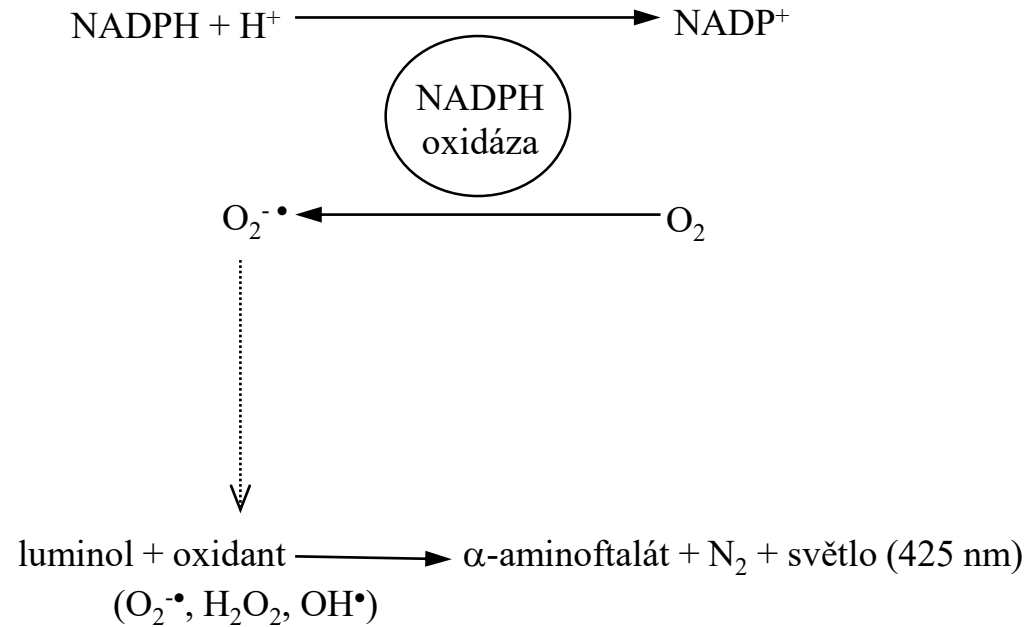 NADPH + H⁺ NADP⁺
NADPH
oxidáza
O₂⁻• O₂
luminol + oxidant α-aminoftalát + N₂ + světlo (425 nm)
(O₂⁻•, H₂O₂, OH•)